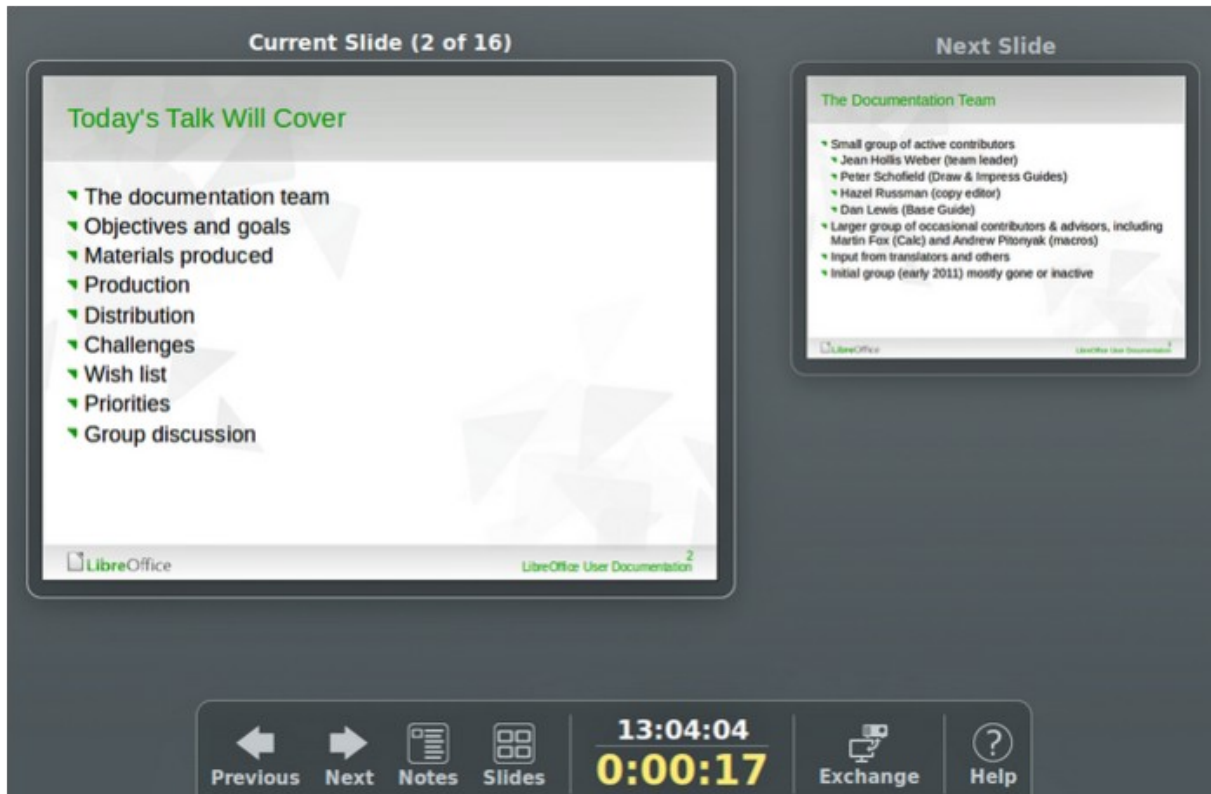 Current Slide (2 of 16)
Today's Talk Will Cover
The documentation team
Objectives and goals
Materials produced
Production
Distribution
Challenges
Wish list
Priorities
Group discussion
LibreOffice
2
LibreOffice User Documentation
Next Slide
The Documentation Team
Small group of active contributors
Jean Hollis Weber (team leader)
Peter Schofield (Draw & Impress Guides)
Hazel Russman (copy editor)
Dan Lewis (Base Guide)
Larger group of occasional contributors & advisors, including
Martin Fox (Calc) and Andrew Pitonyak (macros)
Input from translators and others
Initial group (early 2011) mostly gone or inactive
LibreOffice
3
LibreOffice User Documentation
Previous
Next
Notes
Slides
13:04:04
0:00:17
Exchange
Help